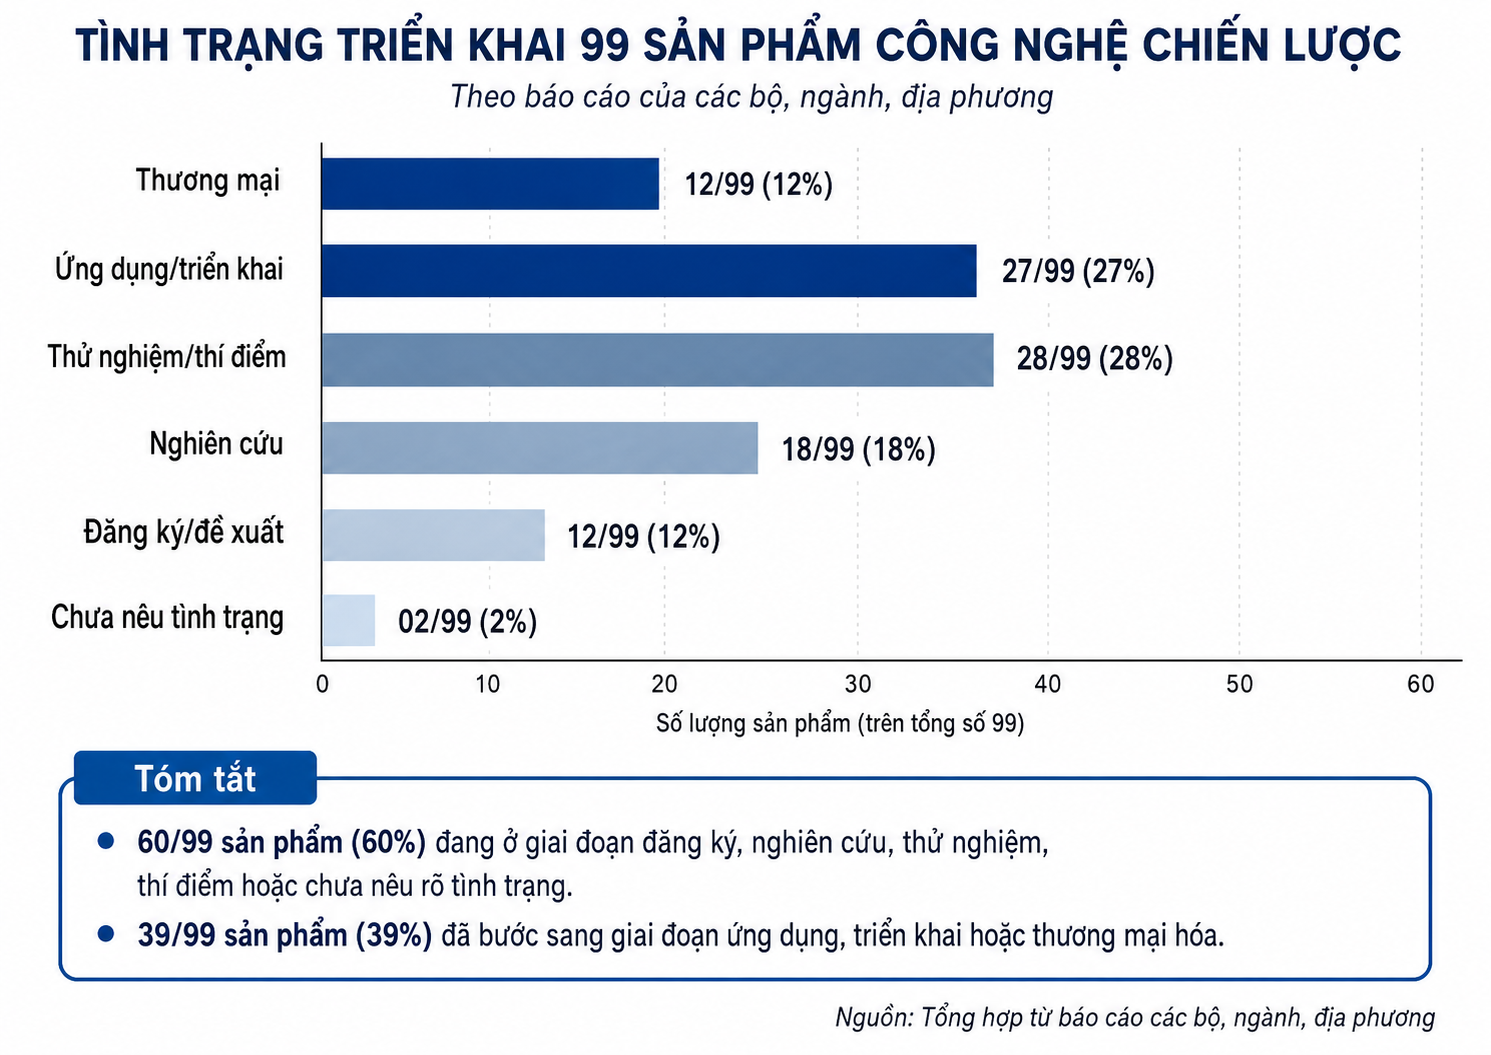 TÌNH TRẠNG TRIỂN KHAI 99 SẢN PHẨM CÔNG NGHỆ CHIẾN LƯỢC
Theo báo cáo của các bộ, ngành, địa phương
Thương mại
12/99 (12%)
Ứng dụng/triển khai
27/99 (27%)
Thử nghiệm/thí điểm
28/99 (28%)
Nghiên cứu
18/99 (18%)
Đăng ký/đề xuất
12/99 (12%)
Chưa nêu tình trạng
02/99 (2%)
0 10 20 30 40 50 60
Số lượng sản phẩm (trên tổng số 99)
Tóm tắt
60/99 sản phẩm (60%) đang ở giai đoạn đăng ký, nghiên cứu, thử nghiệm,
thí điểm hoặc chưa nêu rõ tình trạng.
39/99 sản phẩm (39%) đã bước sang giai đoạn ứng dụng, triển khai hoặc thương mại hóa.
Nguồn: Tổng hợp từ báo cáo các bộ, ngành, địa phương